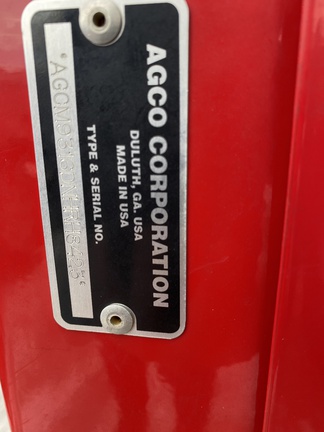 AGCO CORPORATION
DULUTH, GA. USA
MADE IN USA
TYPE & SERIAL NO.